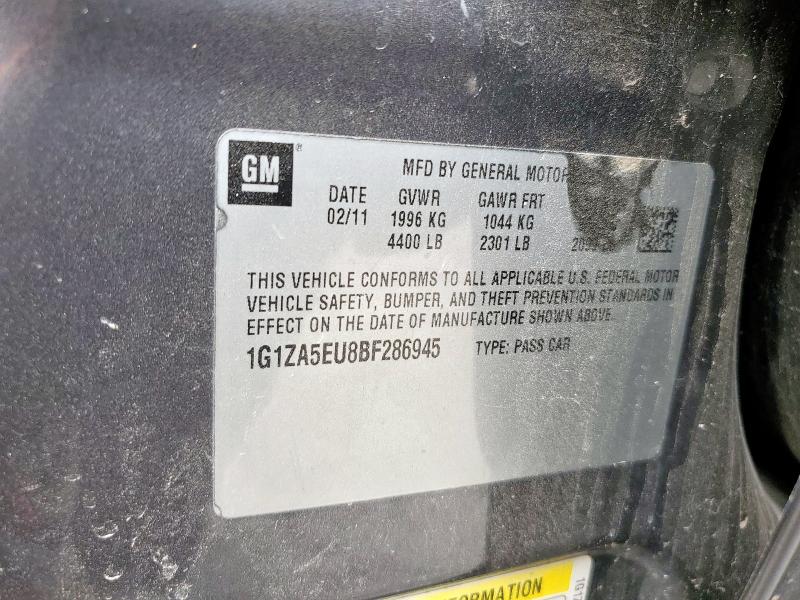 GM ®
MFD BY GENERAL MOTOR
DATE GVWR GAWR FRT
02/11 1996 KG 1044 KG
4400 LB 2301 LB
THIS VEHICLE CONFORMS TO ALL APPLICABLE U.S. FEDERAL MOTOR
VEHICLE SAFETY, BUMPER, AND THEFT PREVENTION STANDARDS IN
EFFECT ON THE DATE OF MANUFACTURE SHOWN ABOVE.
1G1ZA5EU8BF286945 TYPE: PASS CAR
INFORMATION
1G1Z